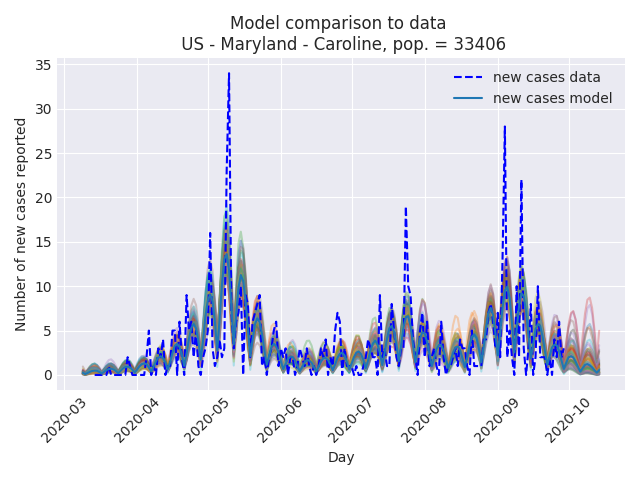 Model comparison to data
US - Maryland - Caroline, pop. = 33406
new cases data
new cases model
Number of new cases reported
35
30
25
20
15
10
5
0
2020-03
2020-04
2020-05
2020-06
2020-07
2020-08
2020-09
2020-10
Day